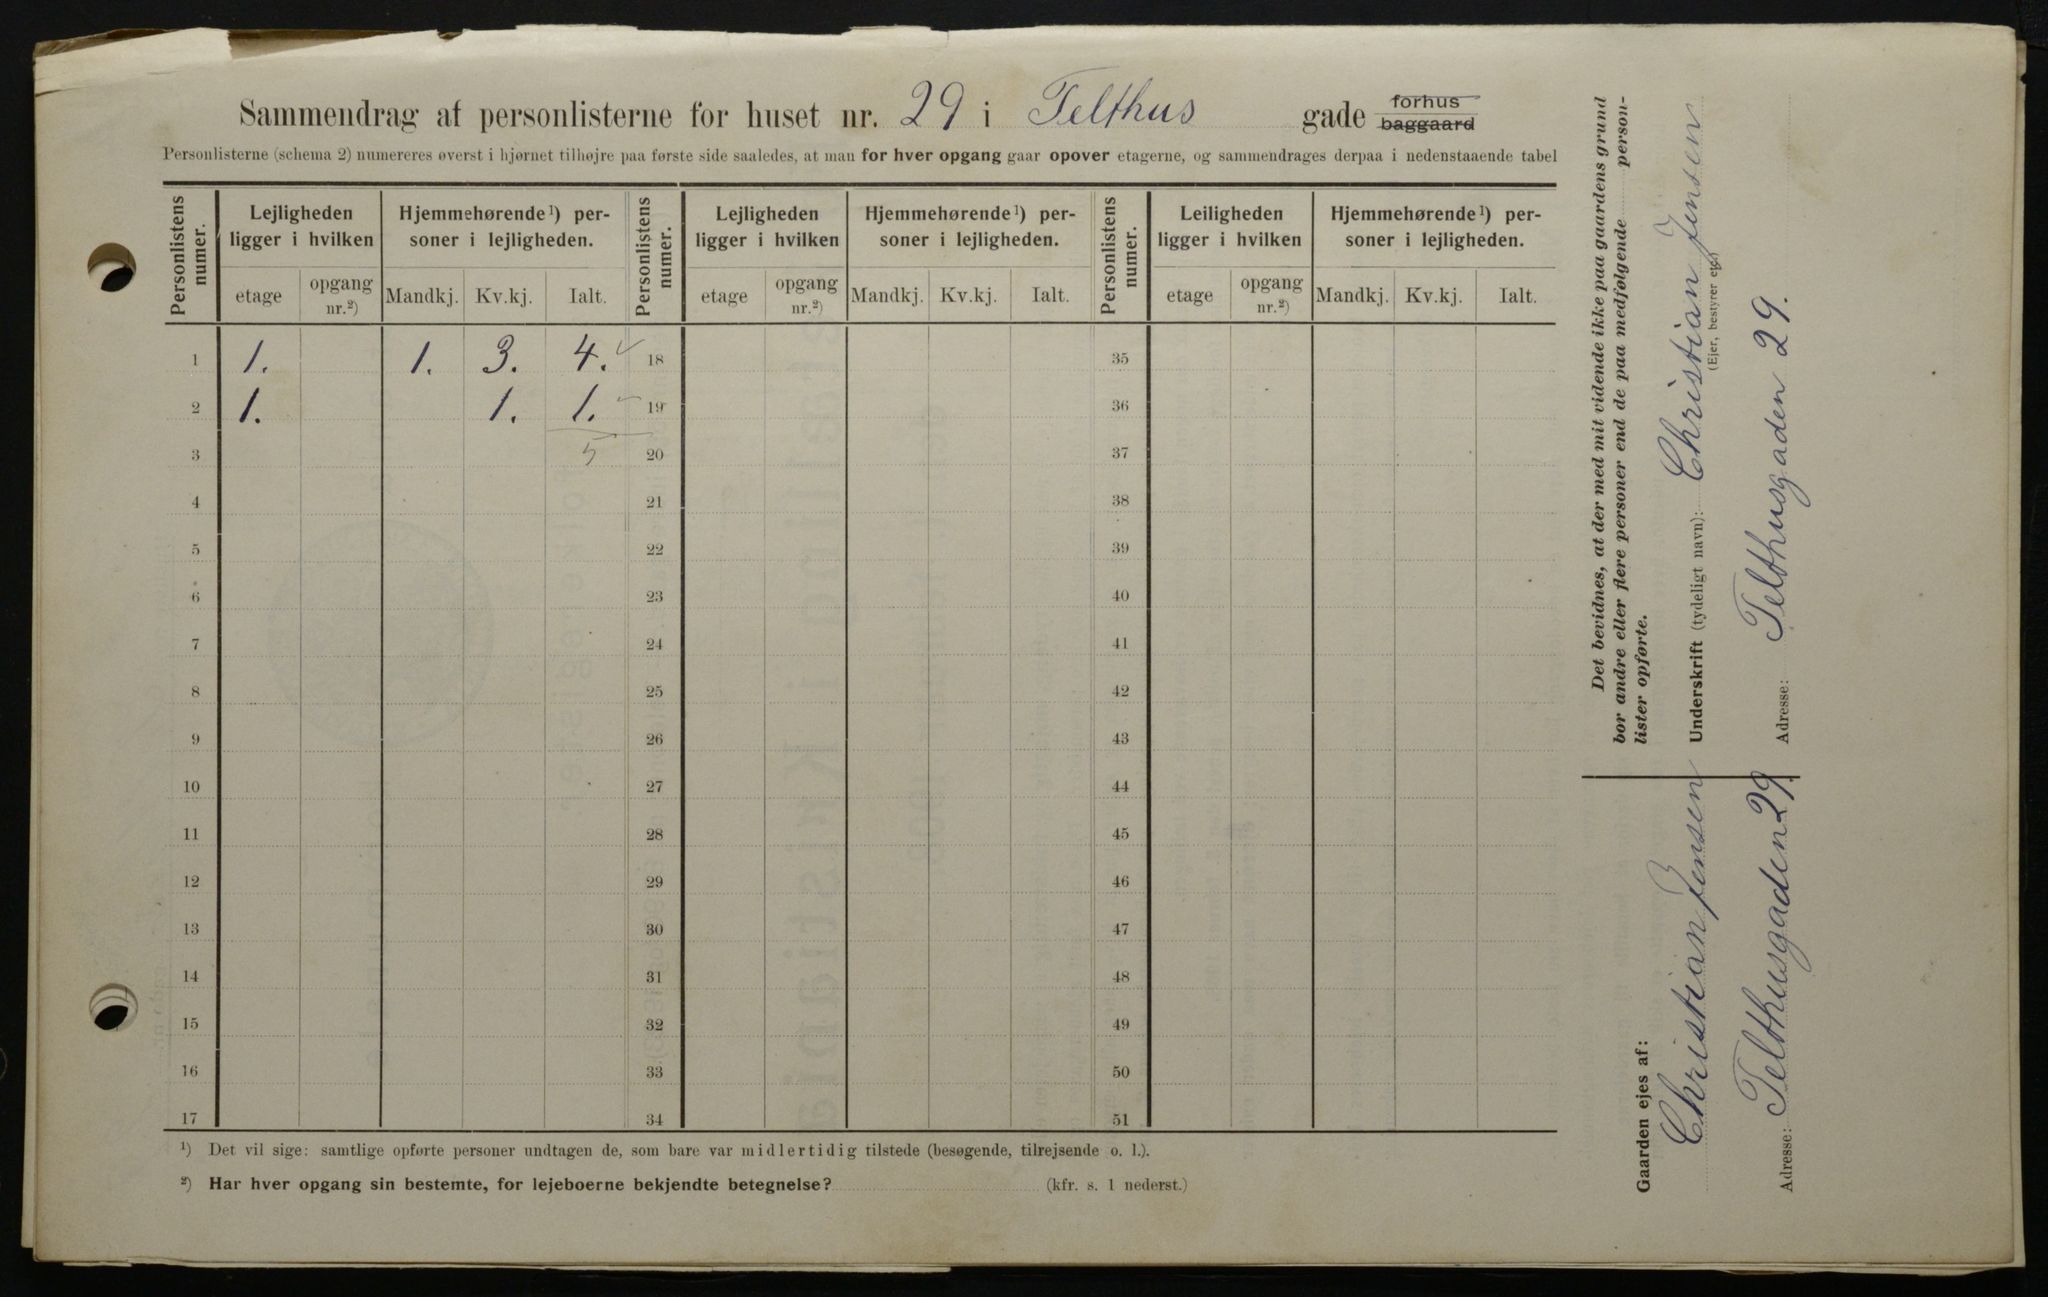 Sammendrag af personlisterne for huset nr. 29 i Telthus gade forhus baggaard
Personlisterne (schema 2) numereres øverst i hjørnet tilhøjre paa første side saaledes, at man for hver opgang gaar opover etagerne, og sammendrages derpaa i nedenstaaende tabel
Personlistens numer. Lejligheden ligger i hvilken Hjemmehørende¹) personer i lejligheden. Personlistens numer. Lejligheden ligger i hvilken Hjemmehørende¹) personer i lejligheden. Personlistens numer. Leiligheden ligger i hvilken Hjemmehørende¹) personer i lejligheden.
etage opgang nr.²) Mandkj. Kv.kj. Ialt. etage opgang nr.²) Mandkj. Kv.kj. Ialt. etage opgang nr.²) Mandkj. Kv.kj. Ialt.
1 1. 1. 3. 4. ✓ 18 35
2 1. 1. 1. 19 36
3 5 20 37
4 21 38
5 22 39
6 23 40
7 24 41
8 25 42
9 26 43
10 27 44
11 28 45
12 29 46
13 30 47
14 31 48
15 32 49
16 33 50
17 34 51
¹) Det vil sige: samtlige opførte personer undtagen de, som bare var midlertidig tilstede (besøgende, tilrejsende o. l.).
²) Har hver opgang sin bestemte, for lejeboerne bekjendte betegnelse? (kfr. s. 1 nederst.)
Det bevidnes, at der med mit vidende ikke paa gaardens grund
bor andre eller flere personer end de paa medfølgende personlister opførte.
Underskrift (tydeligt navn): Christian Jensen
(Ejer, bestyrer etc.)
Adresse: Telthusgaden 29.
Gaarden ejes af:
Christian Jensen
Adresse: Telthusgaden 29.